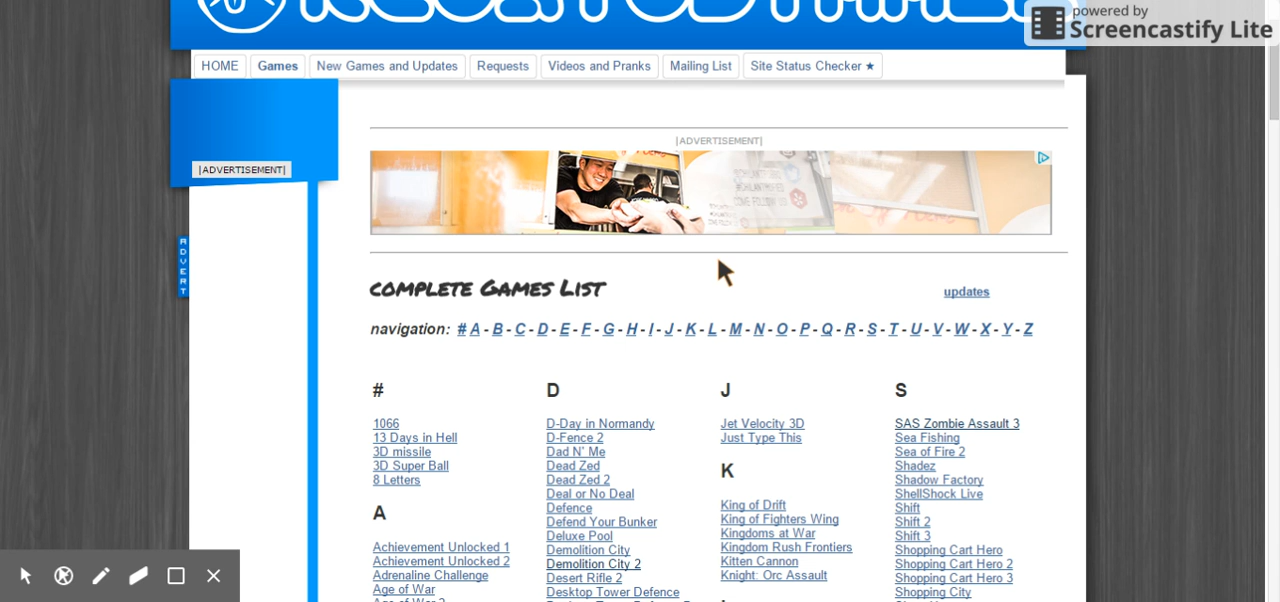 powered by
Screencastify Lite
HOME Games New Games and Updates Requests Videos and Pranks Mailing List Site Status Checker ★
|ADVERTISEMENT|
|ADVERTISEMENT|
ADVERT
complete Games List
updates
navigation: # A - B - C - D - E - F - G - H - I - J - K - L - M - N - O - P - Q - R - S - T - U - V - W - X - Y - Z
#
1066
13 Days in Hell
3D missile
3D Super Ball
8 Letters
A
Achievement Unlocked 1
Achievement Unlocked 2
Adrenaline Challenge
Age of War
D
D-Day in Normandy
D-Fence 2
Dad N' Me
Dead Zed
Dead Zed 2
Deal or No Deal
Defence
Defend Your Bunker
Deluxe Pool
Demolition City
Demolition City 2
Desert Rifle 2
Desktop Tower Defence
J
Jet Velocity 3D
Just Type This
K
King of Drift
King of Fighters Wing
Kingdoms at War
Kingdom Rush Frontiers
Kitten Cannon
Knight: Orc Assault
S
SAS Zombie Assault 3
Sea Fishing
Sea of Fire 2
Shadez
Shadow Factory
ShellShock Live
Shift
Shift 2
Shift 3
Shopping Cart Hero
Shopping Cart Hero 2
Shopping Cart Hero 3
Shopping City